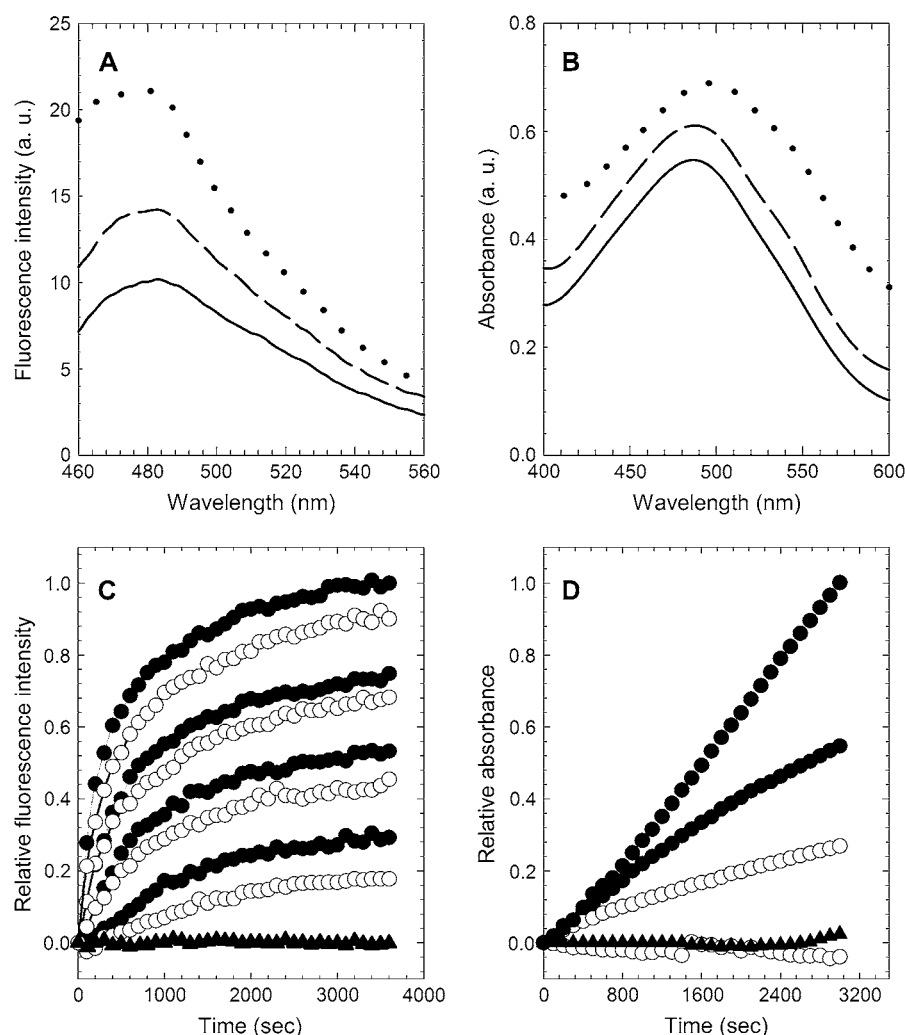 A
Fluorescence intensity (a. u.)
25
20
15
10
5
0
460 480 500 520 540 560
Wavelength (nm)
B
Absorbance (a. u.)
0.8
0.6
0.4
0.2
0.0
400 450 500 550 600
Wavelength (nm)
C
Relative fluorescence intensity
1.0
0.8
0.6
0.4
0.2
0.0
0 1000 2000 3000 4000
Time (sec)
D
Relative absorbance
1.0
0.8
0.6
0.4
0.2
0.0
0 800 1600 2400 3200
Time (sec)